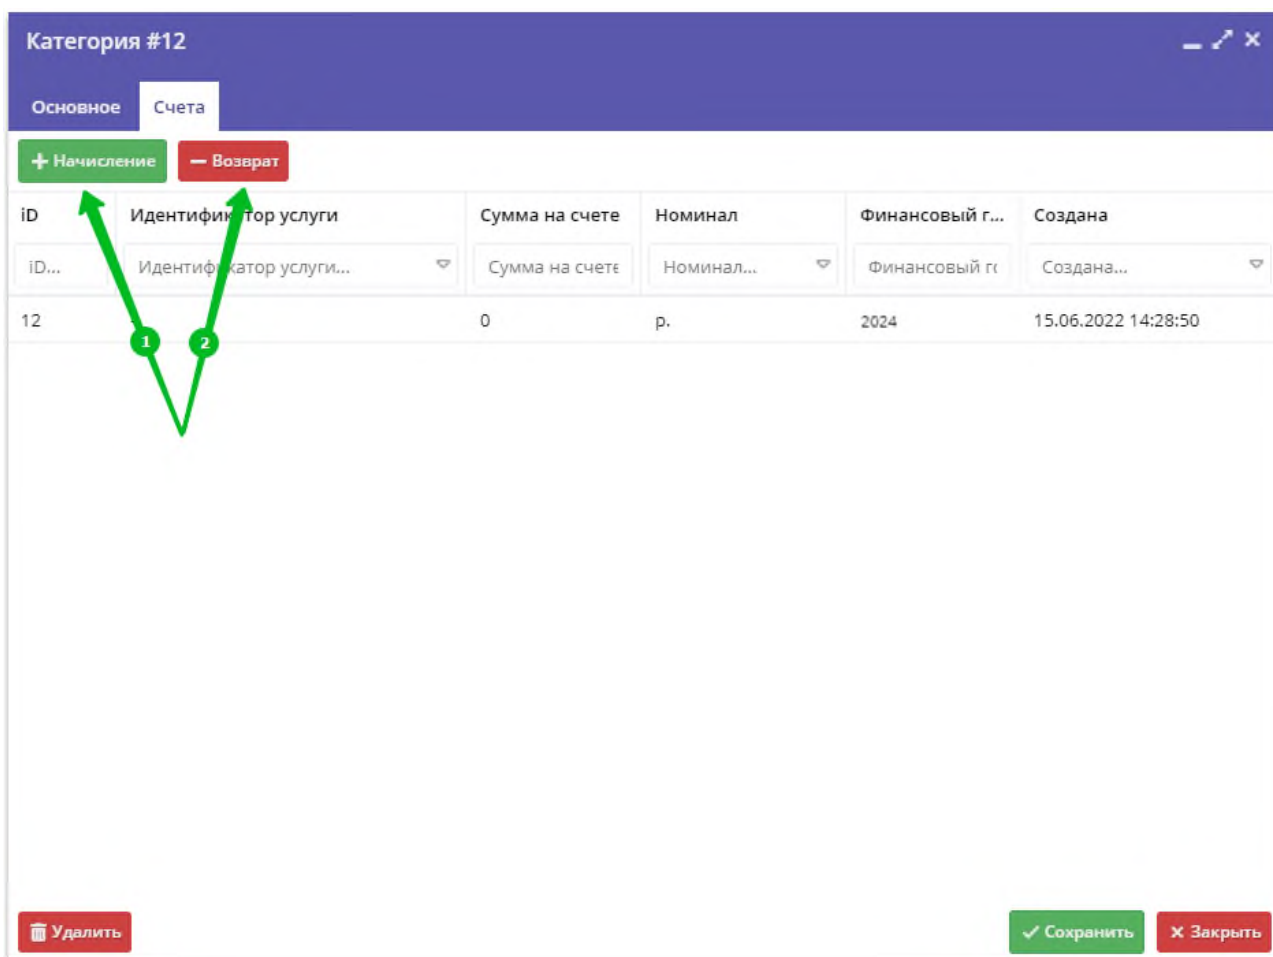 Категория #12
Основное Счета
Начисление Возврат
iD Идентификатор услуги Сумма на счете Номинал Финансовый г... Создана
iD... Идентификатор услуги... Сумма на счете Номинал... Финансовый го Создана...
12 - 0 р. 2024 15.06.2022 14:28:50
1 2
Удалить Сохранить Закрыть